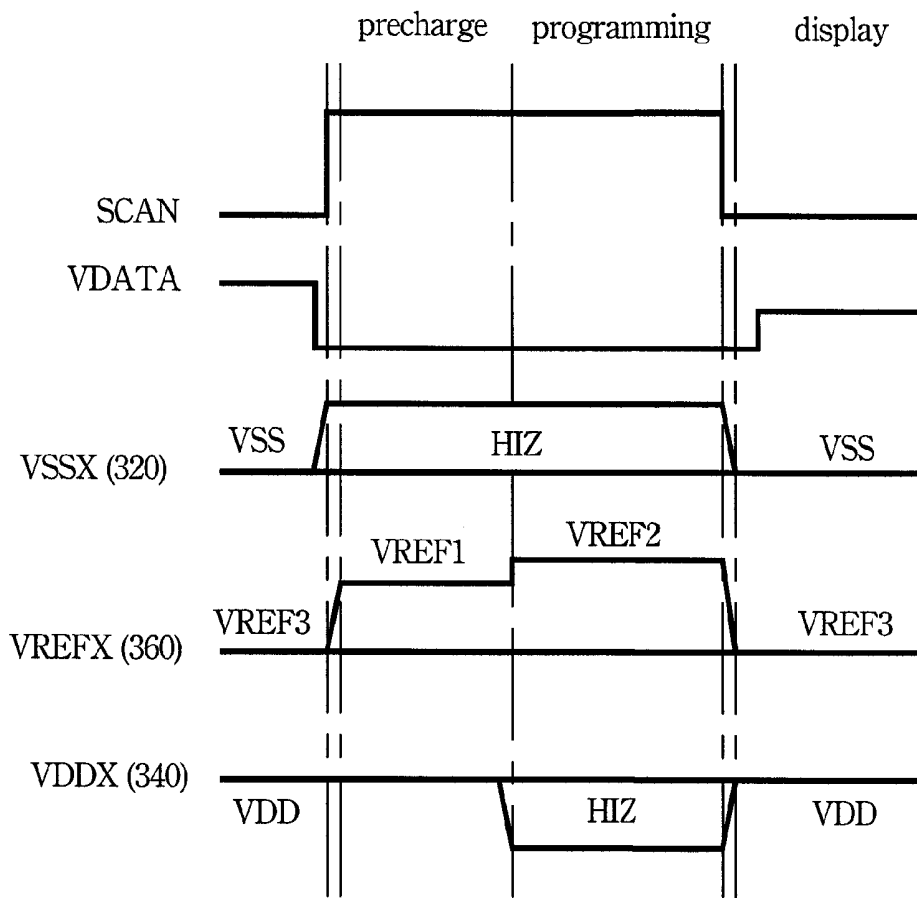 precharge programming display
SCAN
VDATA
VSS HIZ VSS
VSSX (320)
VREF1 VREF2
VREF3 VREF3
VREFX (360)
VDDX (340)
VDD HIZ VDD